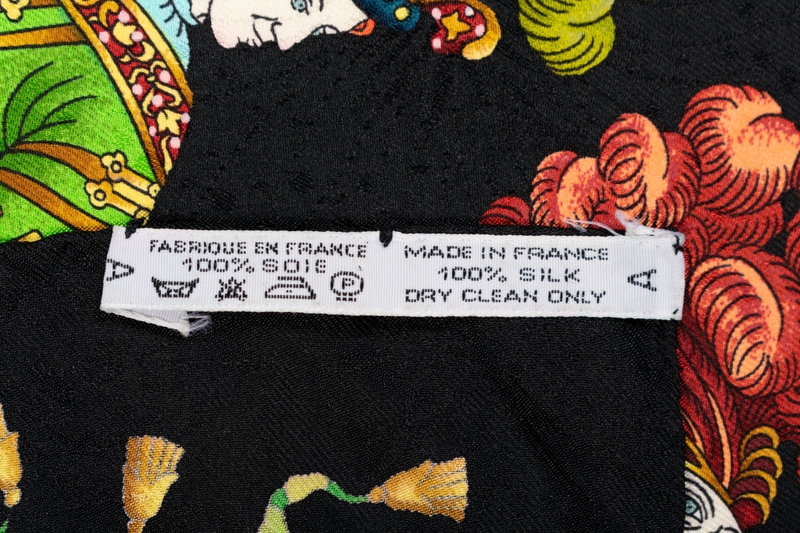 A
FABRIQUE EN FRANCE
100% SOIE
P
MADE IN FRANCE
100% SILK
DRY CLEAN ONLY
A